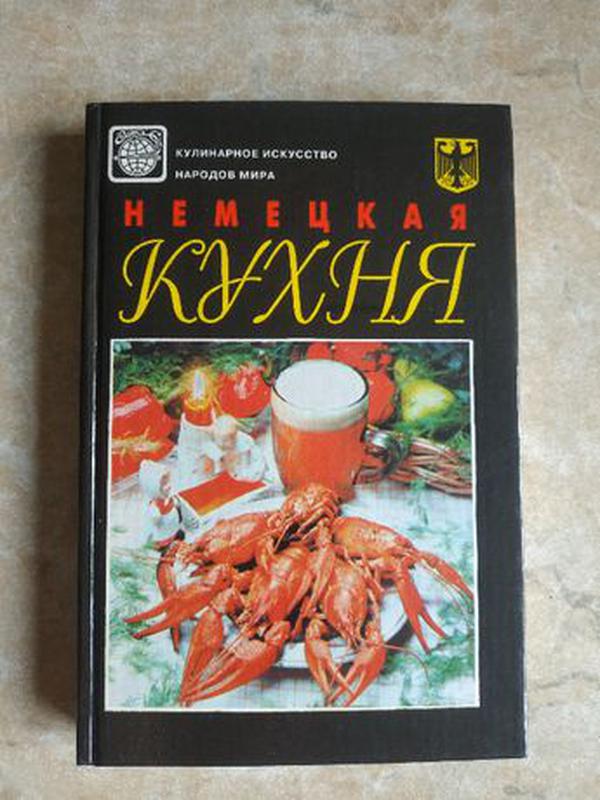 КУЛИНАРНОЕ ИСКУССТВО
НАРОДОВ МИРА
НЕМЕЦКАЯ
КУХНЯ